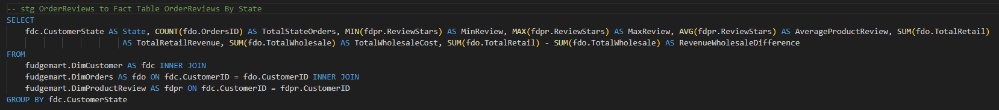 -- stg OrderReviews to Fact Table OrderReviews By State
SELECT
fdc.CustomerState AS State, COUNT(fdo.OrdersID) AS TotalStateOrders, MIN(fdpr.ReviewStars) AS MinReview, MAX(fdpr.ReviewStars) AS MaxReview, AVG(fdpr.ReviewStars) AS AverageProductReview, SUM(fdo.TotalRetail)
AS TotalRetailRevenue, SUM(fdo.TotalWholesale) AS TotalWholesaleCost, SUM(fdo.TotalRetail) - SUM(fdo.TotalWholesale) AS RevenueWholesaleDifference
FROM
fudgemart.DimCustomer AS fdc INNER JOIN
fudgemart.DimOrders AS fdo ON fdc.CustomerID = fdo.CustomerID INNER JOIN
fudgemart.DimProductReview AS fdpr ON fdc.CustomerID = fdpr.CustomerID
GROUP BY fdc.CustomerState